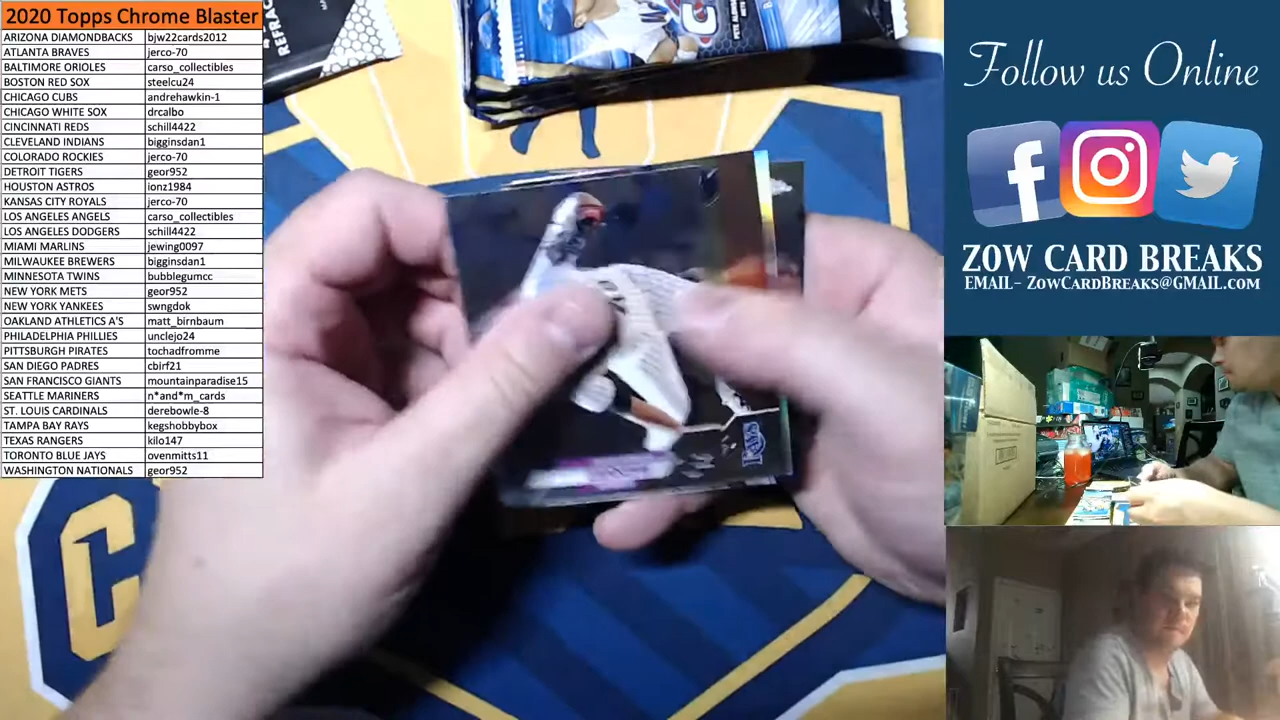 2020 Topps Chrome Blaster
ARIZONA DIAMONDBACKS bjw22cards2012
ATLANTA BRAVES jerco-70
BALTIMORE ORIOLES carso_collectibles
BOSTON RED SOX steelcu24
CHICAGO CUBS andrehawkin-1
CHICAGO WHITE SOX drcalbo
CINCINNATI REDS schill4422
CLEVELAND INDIANS bigginsdan1
COLORADO ROCKIES jerco-70
DETROIT TIGERS geor952
HOUSTON ASTROS ionz1984
KANSAS CITY ROYALS jerco-70
LOS ANGELES ANGELS carso_collectibles
LOS ANGELES DODGERS schill4422
MIAMI MARLINS jewing0097
MILWAUKEE BREWERS bigginsdan1
MINNESOTA TWINS bubblegumcc
NEW YORK METS geor952
NEW YORK YANKEES swngdok
OAKLAND ATHLETICS A'S matt_birnbaum
PHILADELPHIA PHILLIES unclejo24
PITTSBURGH PIRATES tochadfromme
SAN DIEGO PADRES cbirf21
SAN FRANCISCO GIANTS mountainparadise15
SEATTLE MARINERS n*and*m_cards
ST. LOUIS CARDINALS derebowle-8
TAMPA BAY RAYS kegshobbybox
TEXAS RANGERS kilo147
TORONTO BLUE JAYS ovenmitts11
WASHINGTON NATIONALS geor952
REFRAC
C
RAYS
Follow us Online
f
ZOW CARD BREAKS
EMAIL- ZowCardBreaks@gmail.com